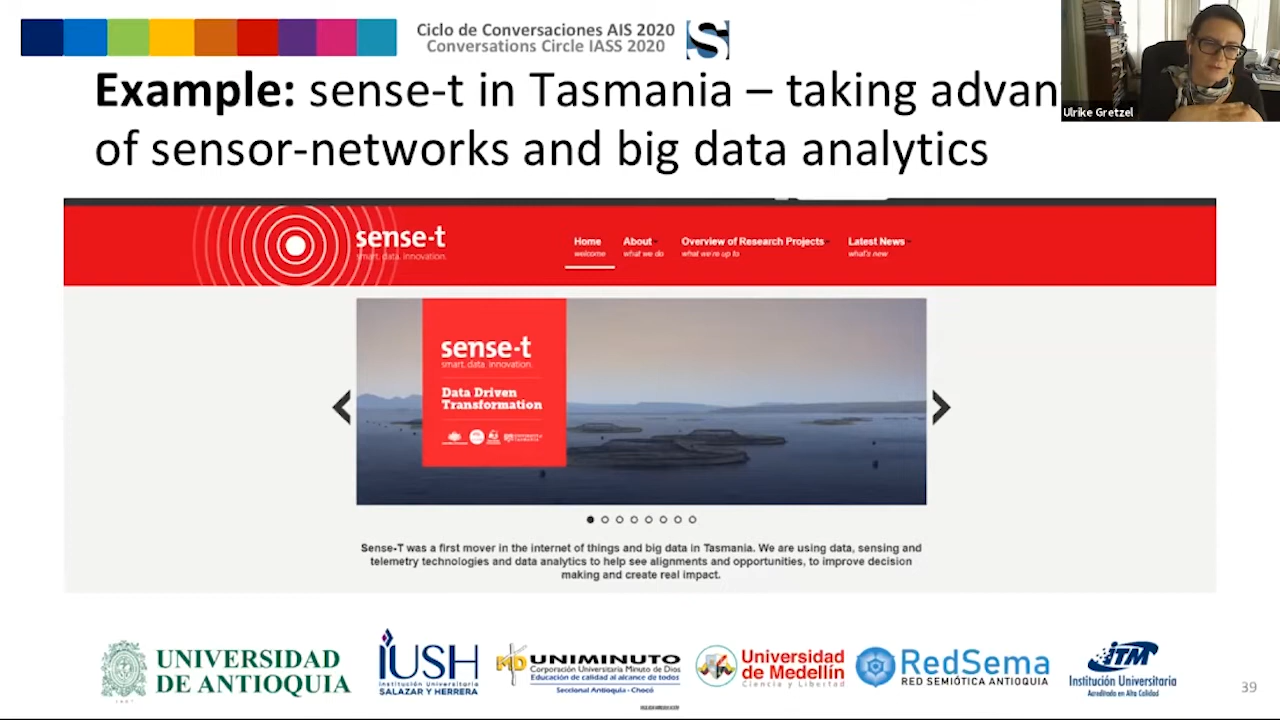 Ciclo de Conversaciones AIS 2020
Conversations Circle IASS 2020
S
Ulrike Gretzel
Example: sense-t in Tasmania – taking advan
of sensor-networks and big data analytics
sense-t
smart. data. innovation.
Home
welcome
About
what we do
Overview of Research Projects
what we're up to
Latest News
what's new
sense-t
smart. data. innovation.
Data Driven
Transformation
Sense-T was a first mover in the internet of things and big data in Tasmania. We are using data, sensing and
telemetry technologies and data analytics to help see alignments and opportunities, to improve decision
making and create real impact.
UNIVERSIDAD
DE ANTIOQUIA
IUSH
Institución Universitaria
SALAZAR Y HERRERA
MD UNIMINUTO
Corporación Universitaria Minuto de Dios
Educación de calidad al alcance de todos
Seccional Antioquia - Chocó
Universidad
de Medellín
Ciencia y Libertad
RedSema
RED SEMIÓTICA ANTIOQUIA
iTM
Institución Universitaria
Acreditada en Alta Calidad
39